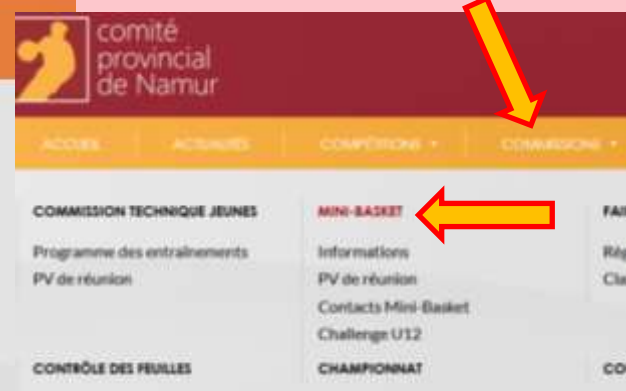 comité
provincial
de Namur
ACCUEIL ACTUALITÉS COMPÉTITIONS COMMISSIONS
COMMISSION TECHNIQUE JEUNES MINI-BASKET
Programme des entraînements Informations
PV de réunion PV de réunion
Contacts Mini-Basket
Challenge U12
CONTRÔLE DES FEUILLES CHAMPIONNAT